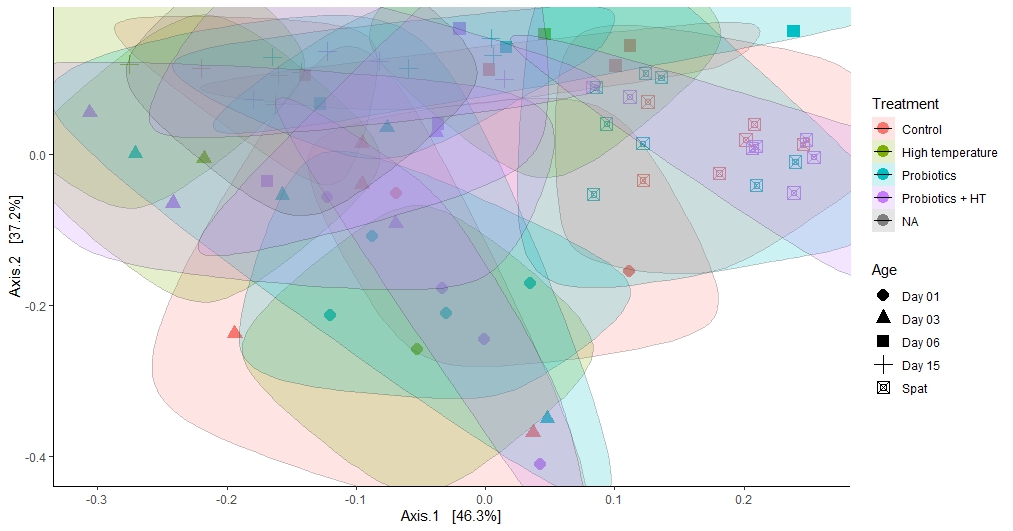 Axis.2 [37.2%]
0.0
-0.2
-0.4
-0.3
-0.2
-0.1
0.0
0.1
0.2
Axis.1 [46.3%]
Treatment
Control
High temperature
Probiotics
Probiotics + HT
NA
Age
Day 01
Day 03
Day 06
Day 15
Spat